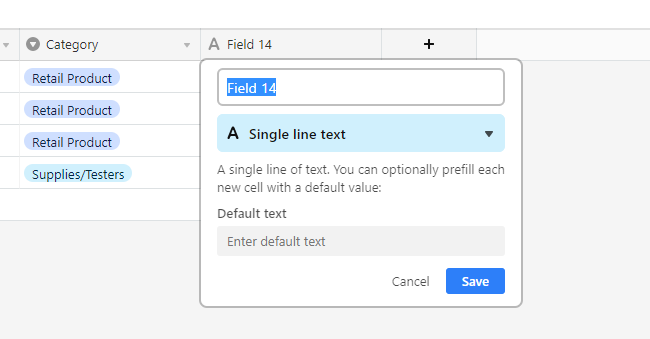 Category
A Field 14
+
Retail Product
Retail Product
Retail Product
Supplies/Testers
Field 14
A Single line text
A single line of text. You can optionally prefill each
new cell with a default value:
Default text
Enter default text
Cancel
Save